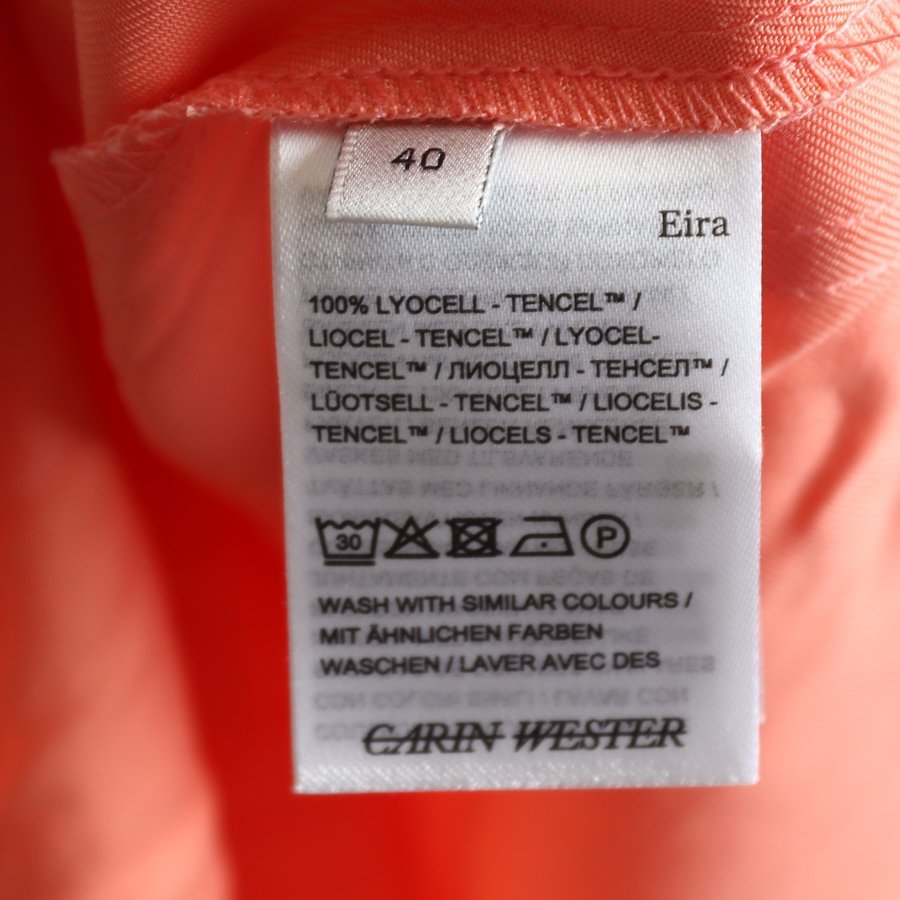 40
Eira
100% LYOCELL - TENCEL™ /
LIOCEL - TENCEL™ / LYOCEL-
TENCEL™ / ЛИОЦЕЛЛ - ТЕНСЕЛ™ /
LÜOTSELL - TENCEL™ / LIOCELIS -
TENCEL™ / LIOCELS - TENCEL™
30 P
WASH WITH SIMILAR COLOURS /
MIT ÄHNLICHEN FARBEN
WASCHEN / LAVER AVEC DES
CARIN WESTER